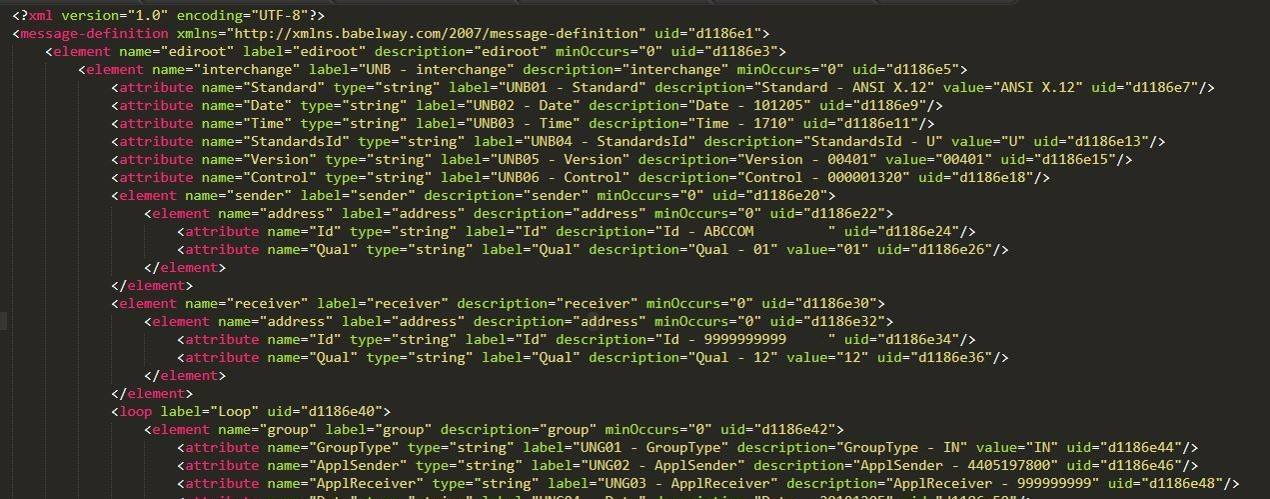 <?xml version="1.0" encoding="UTF-8"?>
<message-definition xmlns="http://xmlns.babelway.com/2007/message-definition" uid="d1186e1">
<element name="ediroot" label="ediroot" description="ediroot" minOccurs="0" uid="d1186e3">
<element name="interchange" label="UNB - interchange" description="interchange" minOccurs="0" uid="d1186e5">
<attribute name="Standard" type="string" label="UNB01 - Standard" description="Standard - ANSI X.12" value="ANSI X.12" uid="d1186e7"/>
<attribute name="Date" type="string" label="UNB02 - Date" description="Date - 101205" uid="d1186e9"/>
<attribute name="Time" type="string" label="UNB03 - Time" description="Time - 1710" uid="d1186e11"/>
<attribute name="StandardsId" type="string" label="UNB04 - StandardsId" description="StandardsId - U" value="U" uid="d1186e13"/>
<attribute name="Version" type="string" label="UNB05 - Version" description="Version - 00401" value="00401" uid="d1186e15"/>
<attribute name="Control" type="string" label="UNB06 - Control" description="Control - 000001320" uid="d1186e18"/>
<element name="sender" label="sender" description="sender" minOccurs="0" uid="d1186e20">
<element name="address" label="address" description="address" minOccurs="0" uid="d1186e22">
<attribute name="Id" type="string" label="Id" description="Id - ABCCOM         " uid="d1186e24"/>
<attribute name="Qual" type="string" label="Qual" description="Qual - 01" value="01" uid="d1186e26"/>
</element>
</element>
<element name="receiver" label="receiver" description="receiver" minOccurs="0" uid="d1186e30">
<element name="address" label="address" description="address" minOccurs="0" uid="d1186e32">
<attribute name="Id" type="string" label="Id" description="Id - 9999999999     " uid="d1186e34"/>
<attribute name="Qual" type="string" label="Qual" description="Qual - 12" value="12" uid="d1186e36"/>
</element>
</element>
<loop label="Loop" uid="d1186e40">
<element name="group" label="group" description="group" minOccurs="0" uid="d1186e42">
<attribute name="GroupType" type="string" label="UNG01 - GroupType" description="GroupType - IN" value="IN" uid="d1186e44"/>
<attribute name="ApplSender" type="string" label="UNG02 - ApplSender" description="ApplSender - 4405197800" uid="d1186e46"/>
<attribute name="ApplReceiver" type="string" label="UNG03 - ApplReceiver" description="ApplReceiver - 999999999" uid="d1186e48"/>